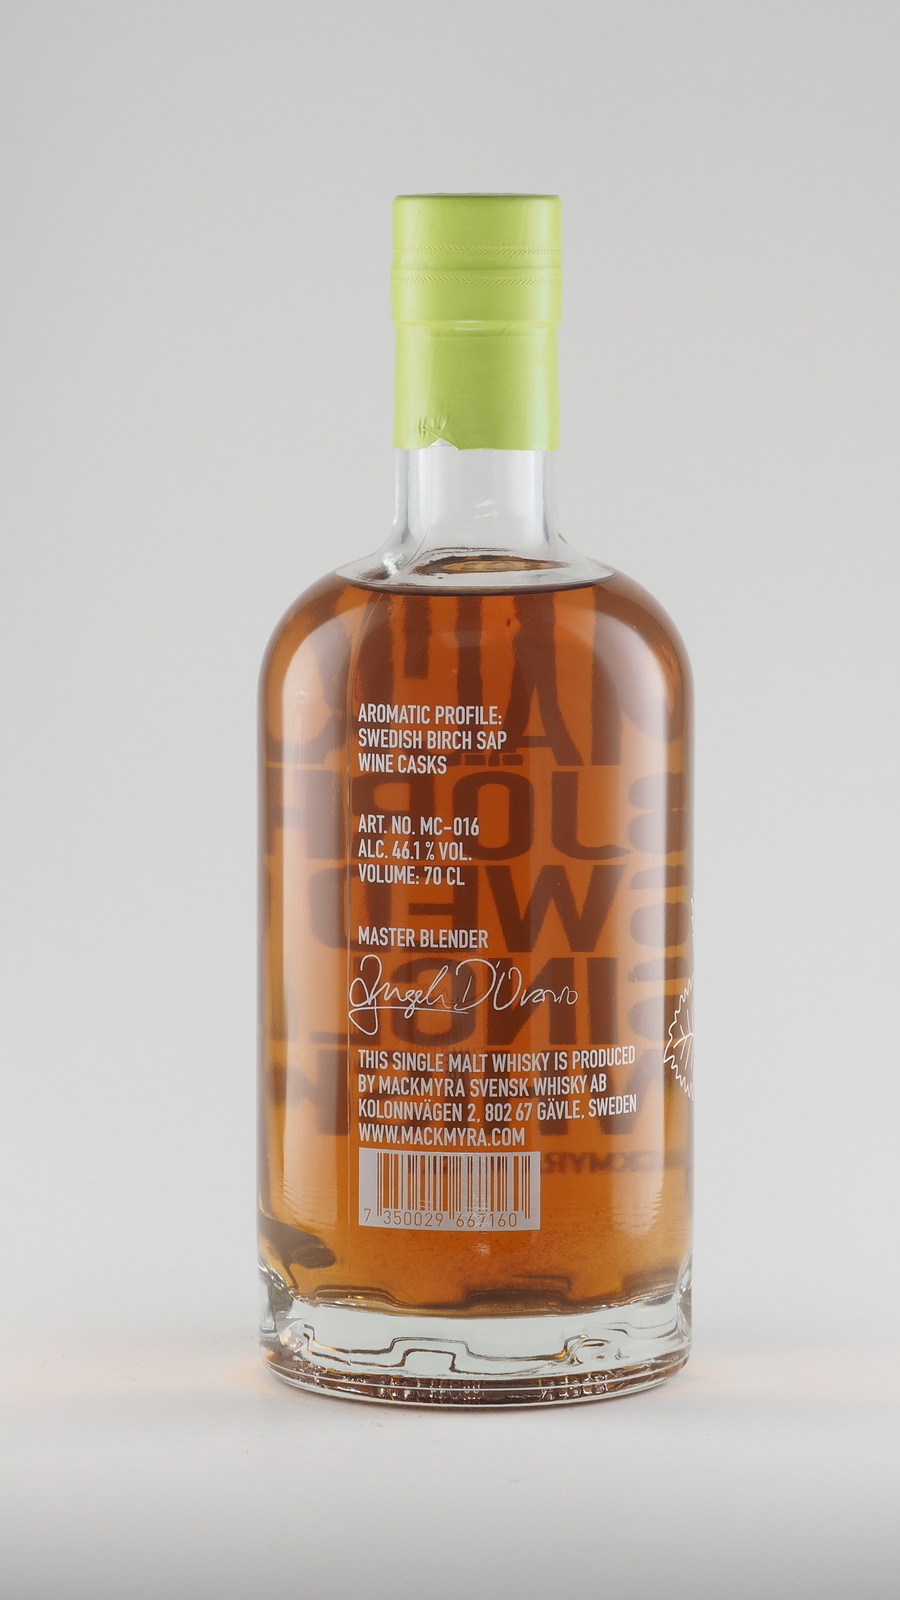 AROMATIC PROFILE:
SWEDISH BIRCH SAP
WINE CASKS
ART. NO. MC-016
ALC. 46.1 % VOL.
VOLUME: 70 CL
MASTER BLENDER
Angela D'Orazio
THIS SINGLE MALT WHISKY IS PRODUCED
BY MACKMYRA SVENSK WHISKY AB
KOLONNVÄGEN 2, 802 67 GÄVLE, SWEDEN
WWW.MACKMYRA.COM
7 350029 667160